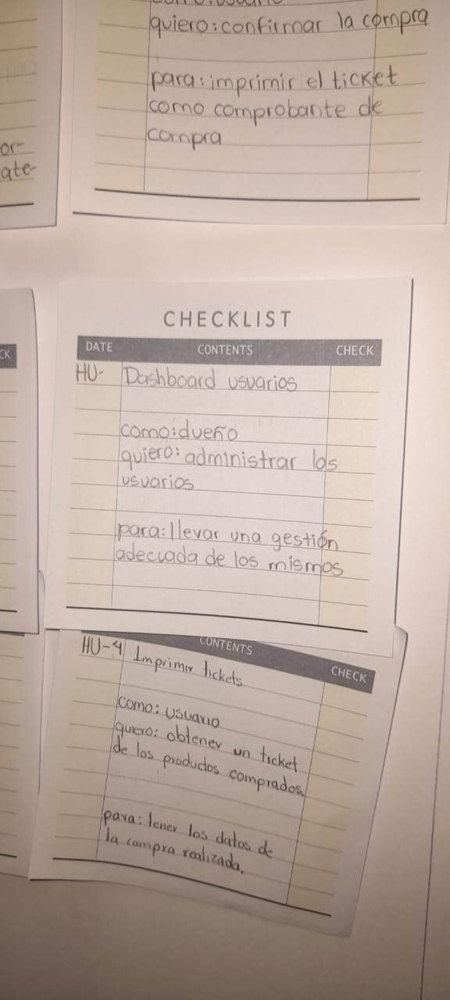 quiero: confirmar la compra
para: imprimir el ticket
como comprobante de
compra
or-
ate-
CHECKLIST
CK
DATE CONTENTS CHECK
HU- Dashboard usuarios
como: dueño
quiero: administrar los
usuarios
para: llevar una gestión
adecuada de los mismos
CONTENTS CHECK
HU-4 Imprimir tickets
como: usuario
quiero: obtener un ticket
de los productos comprados.
para: tener los datos de
la compra realizada.